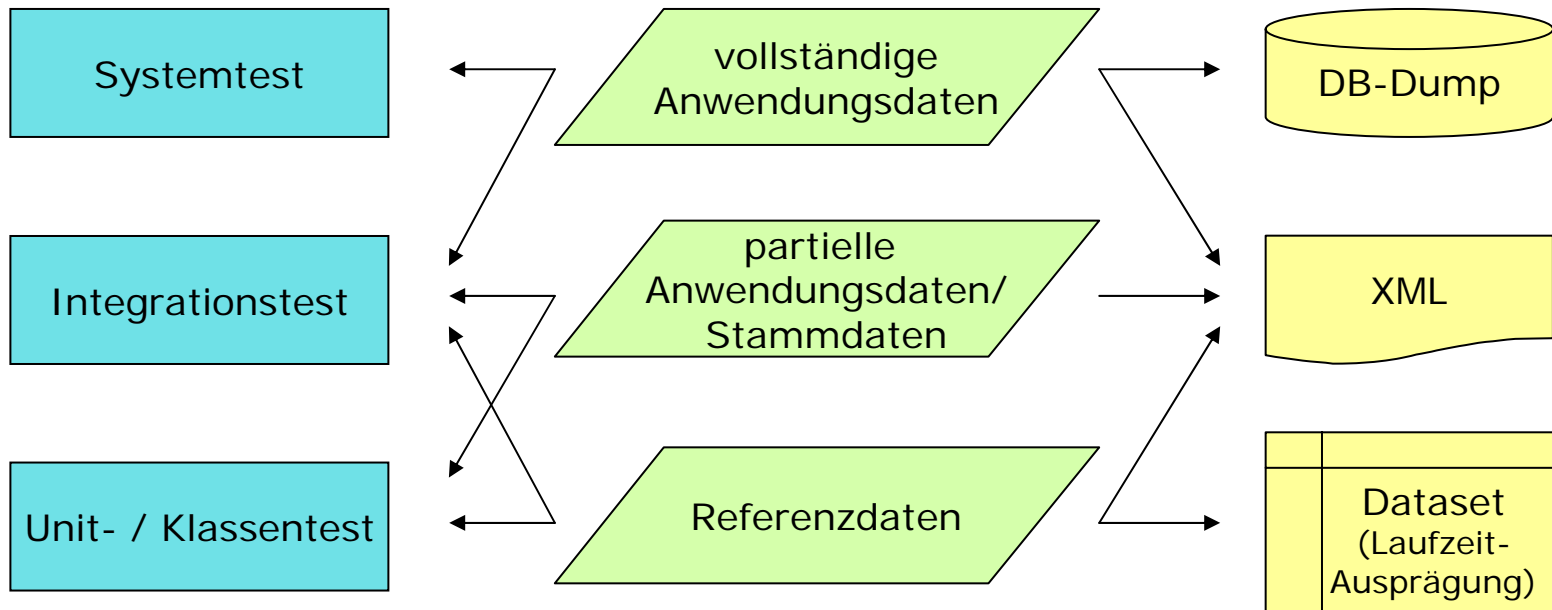 Systemtest
vollständige
Anwendungsdaten
DB-Dump
Integrationstest
partielle
Anwendungsdaten/
Stammdaten
XML
Unit- / Klassentest
Referenzdaten
Dataset
(Laufzeit-
Ausprägung)